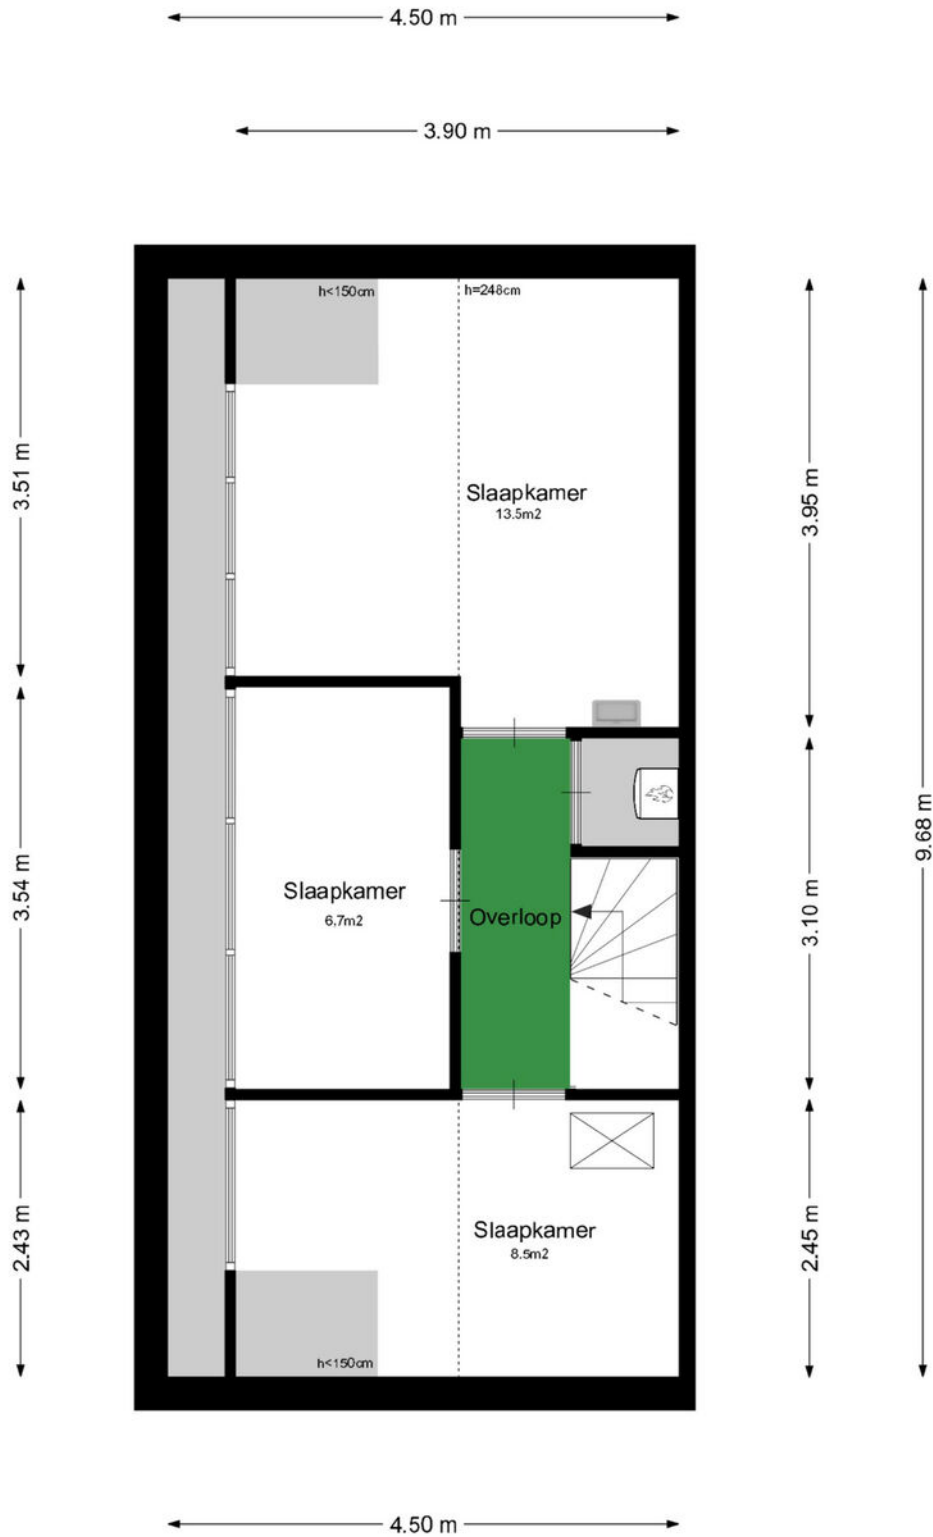 4.50 m
3.90 m
h<150cm
h=248cm
3.51 m
3.95 m
Slaapkamer
13.5m2
9.68 m
3.54 m
Slaapkamer
6.7m2
Overloop
3.10 m
2.43 m
Slaapkamer
8.5m2
2.45 m
h<150cm
4.50 m